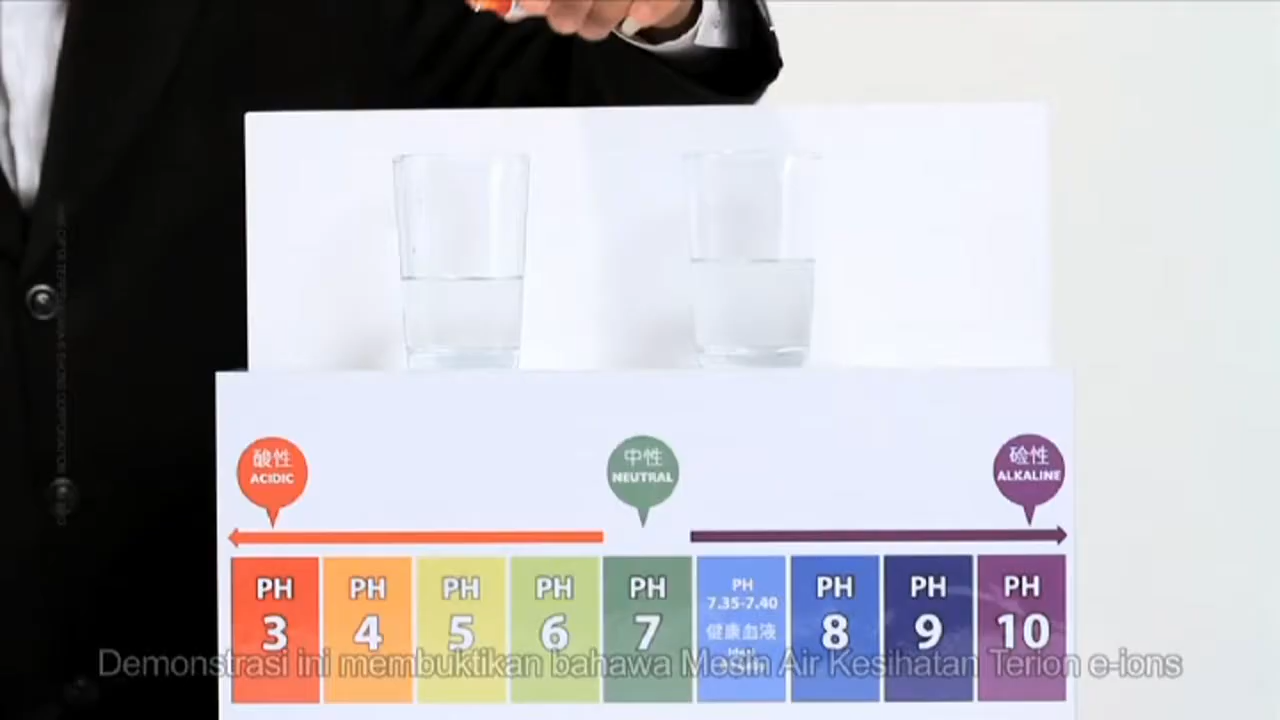 酸性
ACIDIC
中性
NEUTRAL
硷性
ALKALINE
PH
3
PH
4
PH
5
PH
6
PH
7
PH
7.35-7.40
健康血液
PH
8
PH
9
PH
10
Demonstrasi ini membuktikan bahawa Mesin Air Kesihatan Terion e-ions